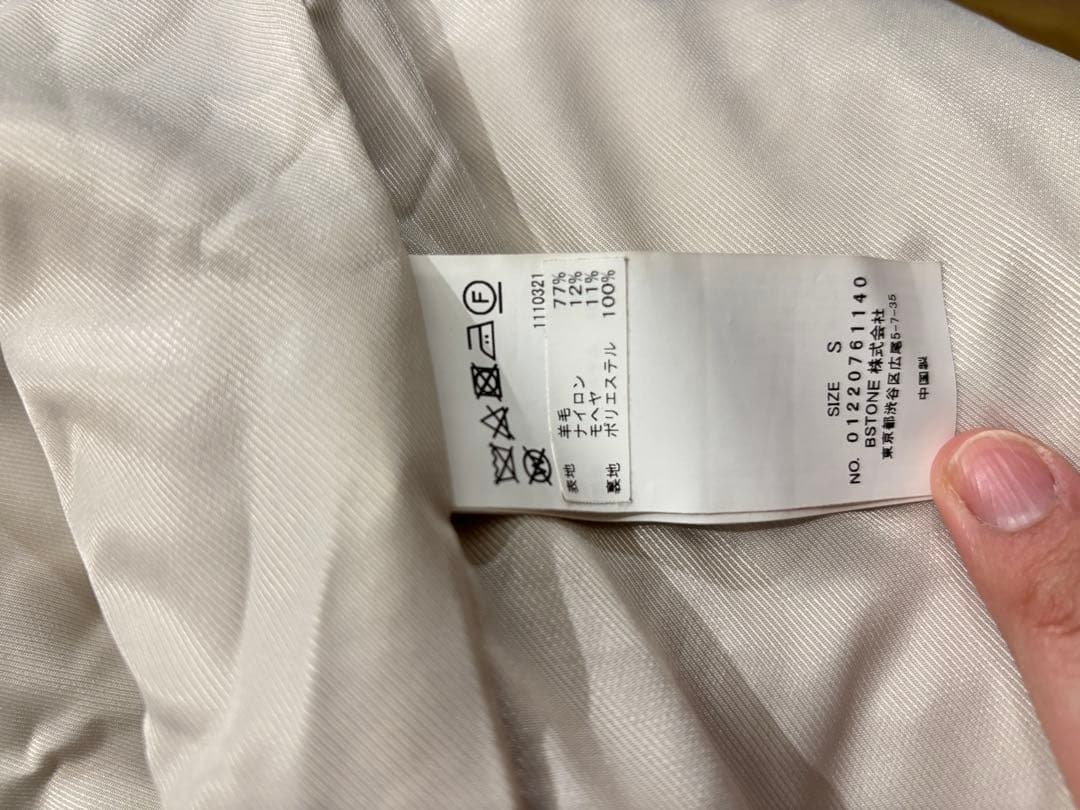 Ⓕ
1110321
表地 羊毛 77%
ナイロン 12%
モヘヤ 11%
裏地 ポリエステル 100%
SIZE S
NO. 01220761140
BSTONE 株式会社
東京都渋谷区広尾5-7-35
中国製